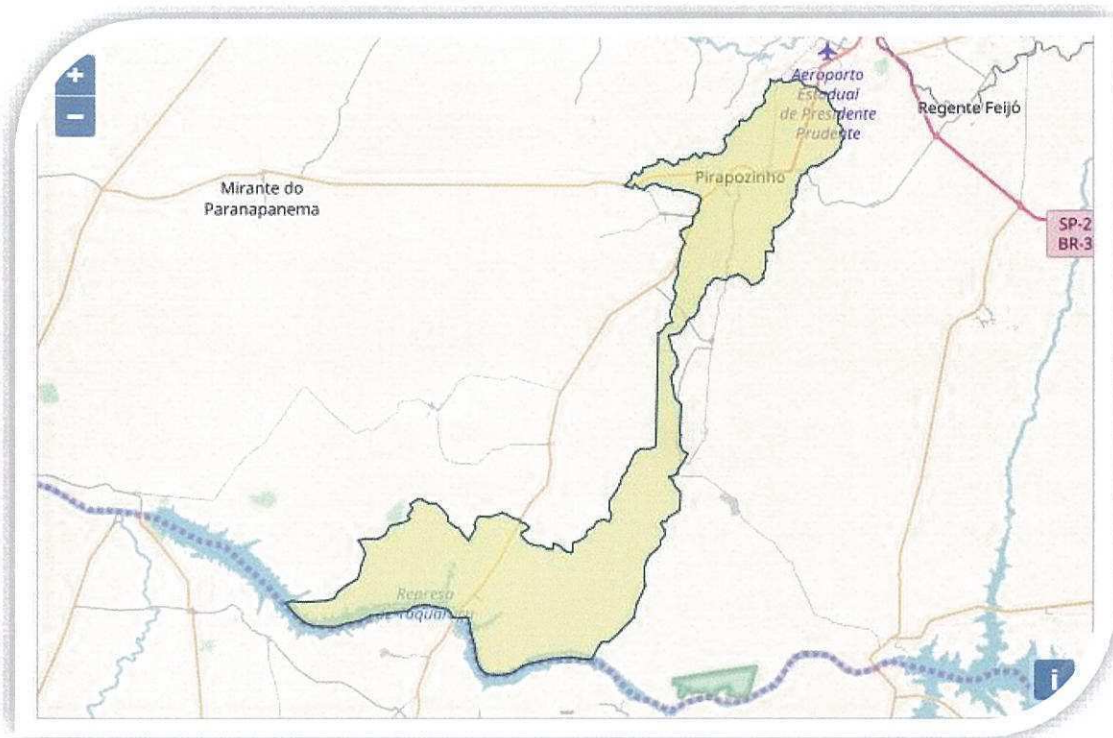 +
−
Aeroporto
Estadual
de Presidente
Prudente
Regente Feijó
Mirante do
Paranapanema
Pirapozinho
SP-2
BR-3
Represa
i